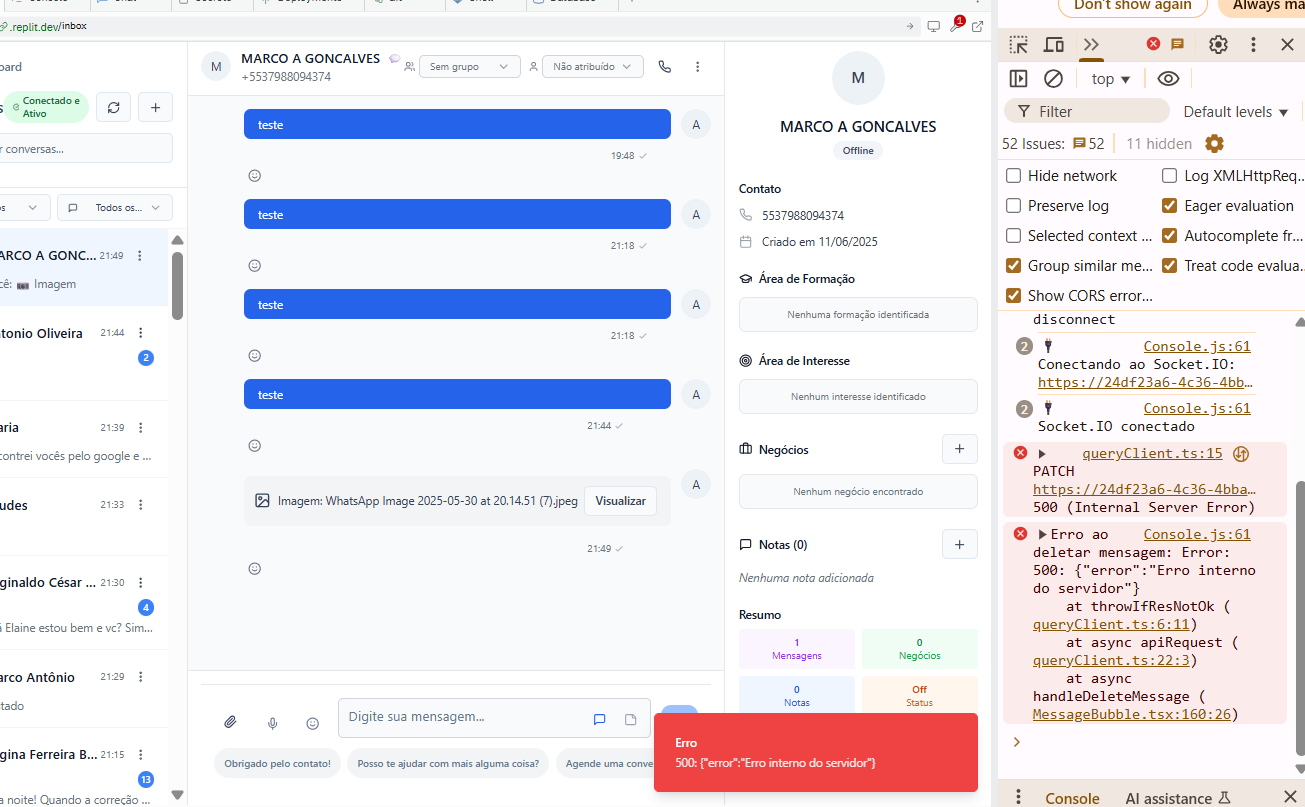 Don't show again
Always ma
.replit.dev/inbox
1
oard
Conectado e
Ativo
r conversas...
Todos os...
ARCO A GONC... 21:49
cê: Imagem
ntonio Oliveira 21:44
2
aria 21:39
contrei vocês pelo google e ...
udes 21:33
ginaldo César ... 21:30
4
á Elaine estou bem e vc? Sim...
arco Antônio 21:29
stado
gina Ferreira B... 21:15
13
a noite! Quando a correção ...
M
MARCO A GONCALVES
+5537988094374
Sem grupo
Não atribuído
teste
A
19:48
teste
A
21:18
teste
A
21:18
teste
A
21:44
Imagem: WhatsApp Image 2025-05-30 at 20.14.51 (7).jpeg
Visualizar
A
21:49
Digite sua mensagem...
Obrigado pelo contato!
Posso te ajudar com mais alguma coisa?
Agende uma conve
M
MARCO A GONCALVES
Offline
Contato
5537988094374
Criado em 11/06/2025
Área de Formação
Nenhuma formação identificada
Área de Interesse
Nenhum interesse identificado
Negócios
Nenhum negócio encontrado
Notas (0)
Nenhuma nota adicionada
Resumo
1
Mensagens
0
Negócios
0
Notas
Off
Status
Erro
500: {"error":"Erro interno do servidor"}
top
Filter
Default levels
52 Issues: 52
11 hidden
Hide network
Log XMLHttpReq...
Preserve log
Eager evaluation
Selected context ...
Autocomplete fr...
Group similar me...
Treat code evalua...
Show CORS error...
disconnect
2 Console.js:61
Conectando ao Socket.IO:
https://24df23a6-4c36-4bb…
2 Console.js:61
Socket.IO conectado
queryClient.ts:15
PATCH
https://24df23a6-4c36-4bba…
500 (Internal Server Error)
Erro ao Console.js:61
deletar mensagem: Error:
500: {"error":"Erro interno
do servidor"}
at throwIfResNotOk (
queryClient.ts:6:11)
at async apiRequest (
queryClient.ts:22:3)
at async
handleDeleteMessage (
MessageBubble.tsx:160:26)
Console
AI assistance